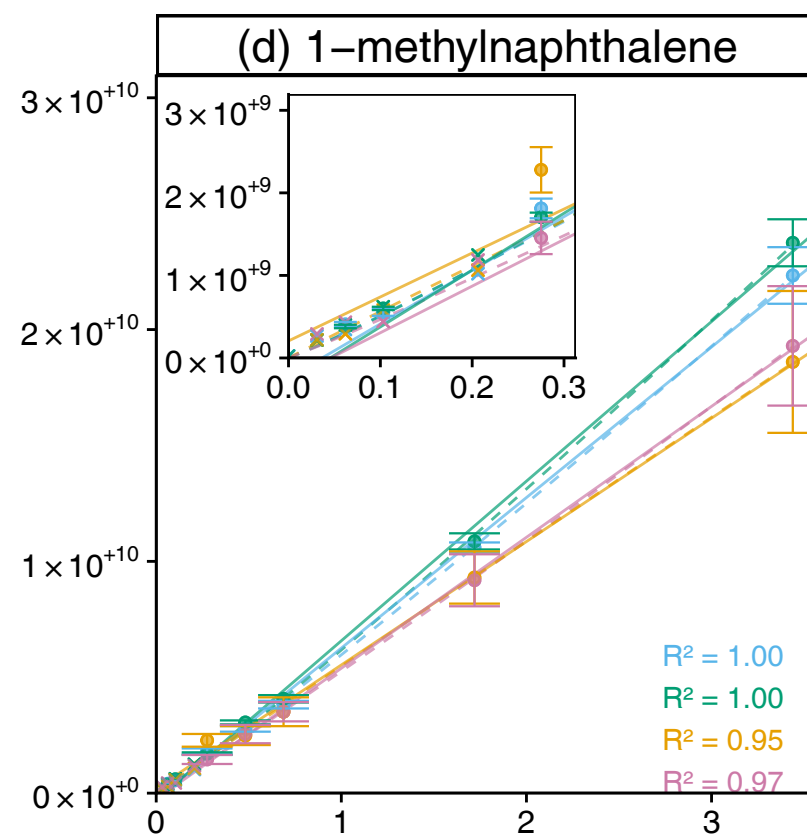 (d) 1−methylnaphthalene
3×10⁺¹⁰
2×10⁺¹⁰
1×10⁺¹⁰
0×10⁺⁰
3×10⁺⁹
2×10⁺⁹
1×10⁺⁹
0×10⁺⁰
0.0 0.1 0.2 0.3
R² = 1.00
R² = 1.00
R² = 0.95
R² = 0.97
0 1 2 3